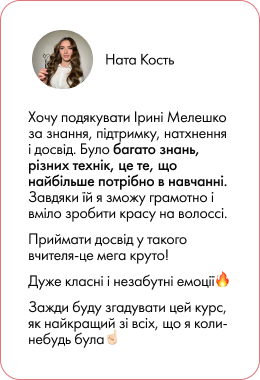 Ната Кость
Хочу подякувати Ірині Мелешко
за знання, підтримку, натхнення
і досвід. Було багато знань,
різних технік, це те, що
найбільше потрібно в навчанні.
Завдяки їй я зможу грамотно і
вміло зробити красу на волоссі.
Приймати досвід у такого
вчителя-це мега круто!
Дуже класні і незабутні емоції🔥
Зажди буду згадувати цей курс,
як найкращий зі всіх, що я коли-
небудь була☝🏻